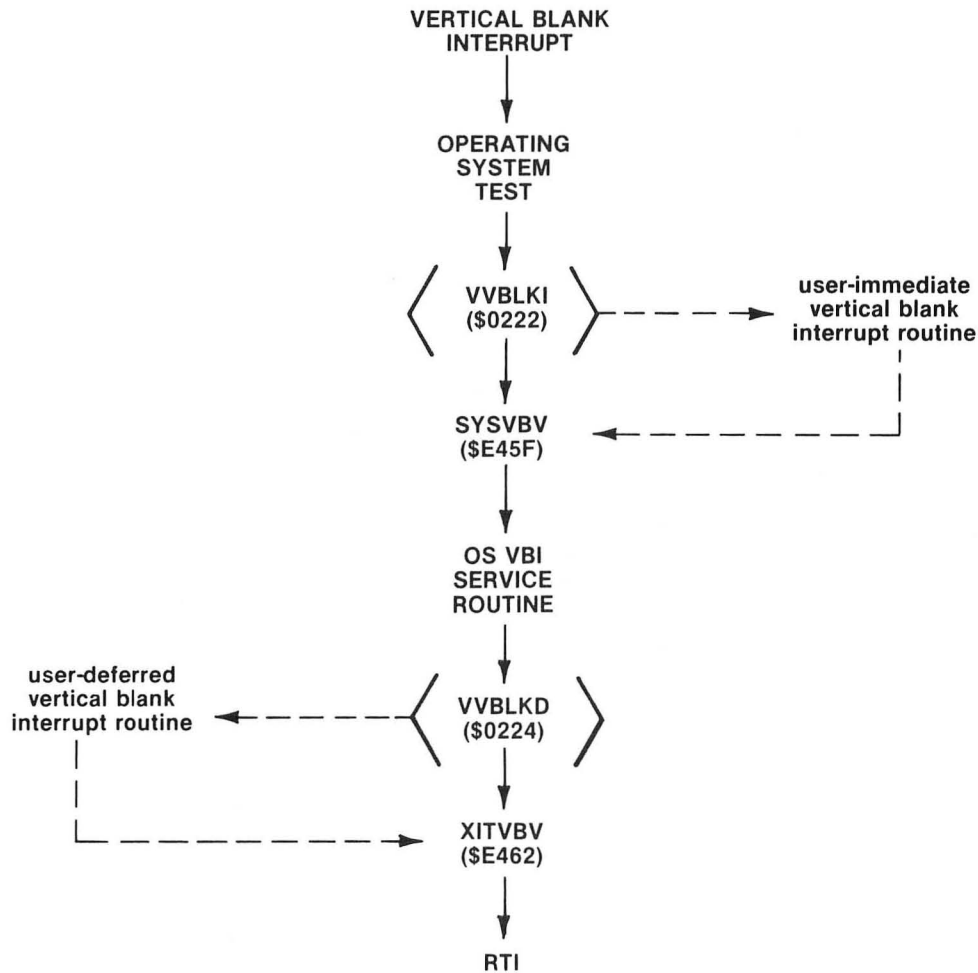 VERTICAL BLANK
INTERRUPT
OPERATING
SYSTEM
TEST
VVBLKI
($0222)
user-immediate
vertical blank
interrupt routine
SYSVBV
($E45F)
OS VBI
SERVICE
ROUTINE
user-deferred
vertical blank
interrupt routine
VVBLKD
($0224)
XITVBV
($E462)
RTI